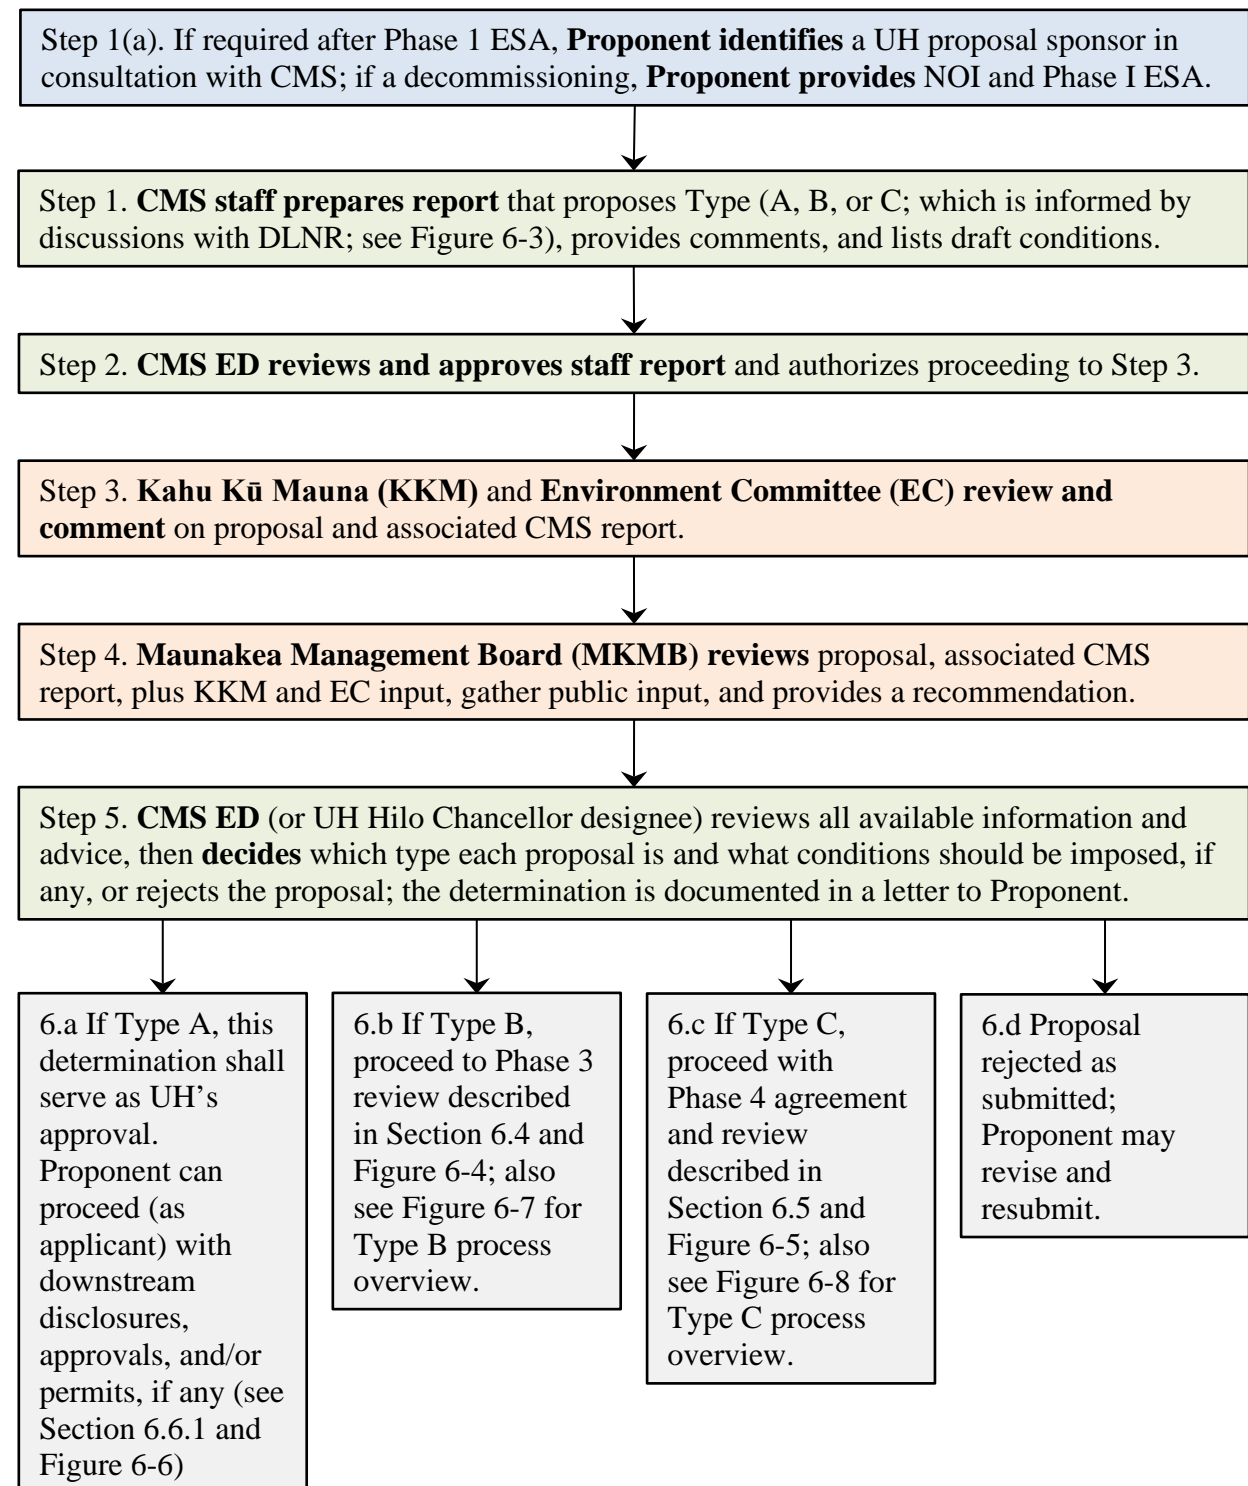 Step 1(a). If required after Phase 1 ESA, Proponent identifies a UH proposal sponsor in
consultation with CMS; if a decommissioning, Proponent provides NOI and Phase I ESA.
Step 1. CMS staff prepares report that proposes Type (A, B, or C; which is informed by
discussions with DLNR; see Figure 6-3), provides comments, and lists draft conditions.
Step 2. CMS ED reviews and approves staff report and authorizes proceeding to Step 3.
Step 3. Kahu Kū Mauna (KKM) and Environment Committee (EC) review and
comment on proposal and associated CMS report.
Step 4. Maunakea Management Board (MKMB) reviews proposal, associated CMS
report, plus KKM and EC input, gather public input, and provides a recommendation.
Step 5. CMS ED (or UH Hilo Chancellor designee) reviews all available information and
advice, then decides which type each proposal is and what conditions should be imposed, if
any, or rejects the proposal; the determination is documented in a letter to Proponent.
6.a If Type A, this
determination shall
serve as UH’s
approval.
Proponent can
proceed (as
applicant) with
downstream
disclosures,
approvals, and/or
permits, if any (see
Section 6.6.1 and
Figure 6-6)
6.b If Type B,
proceed to Phase 3
review described
in Section 6.4 and
Figure 6-4; also
see Figure 6-7 for
Type B process
overview.
6.c If Type C,
proceed with
Phase 4 agreement
and review
described in
Section 6.5 and
Figure 6-5; also
see Figure 6-8 for
Type C process
overview.
6.d Proposal
rejected as
submitted;
Proponent may
revise and
resubmit.